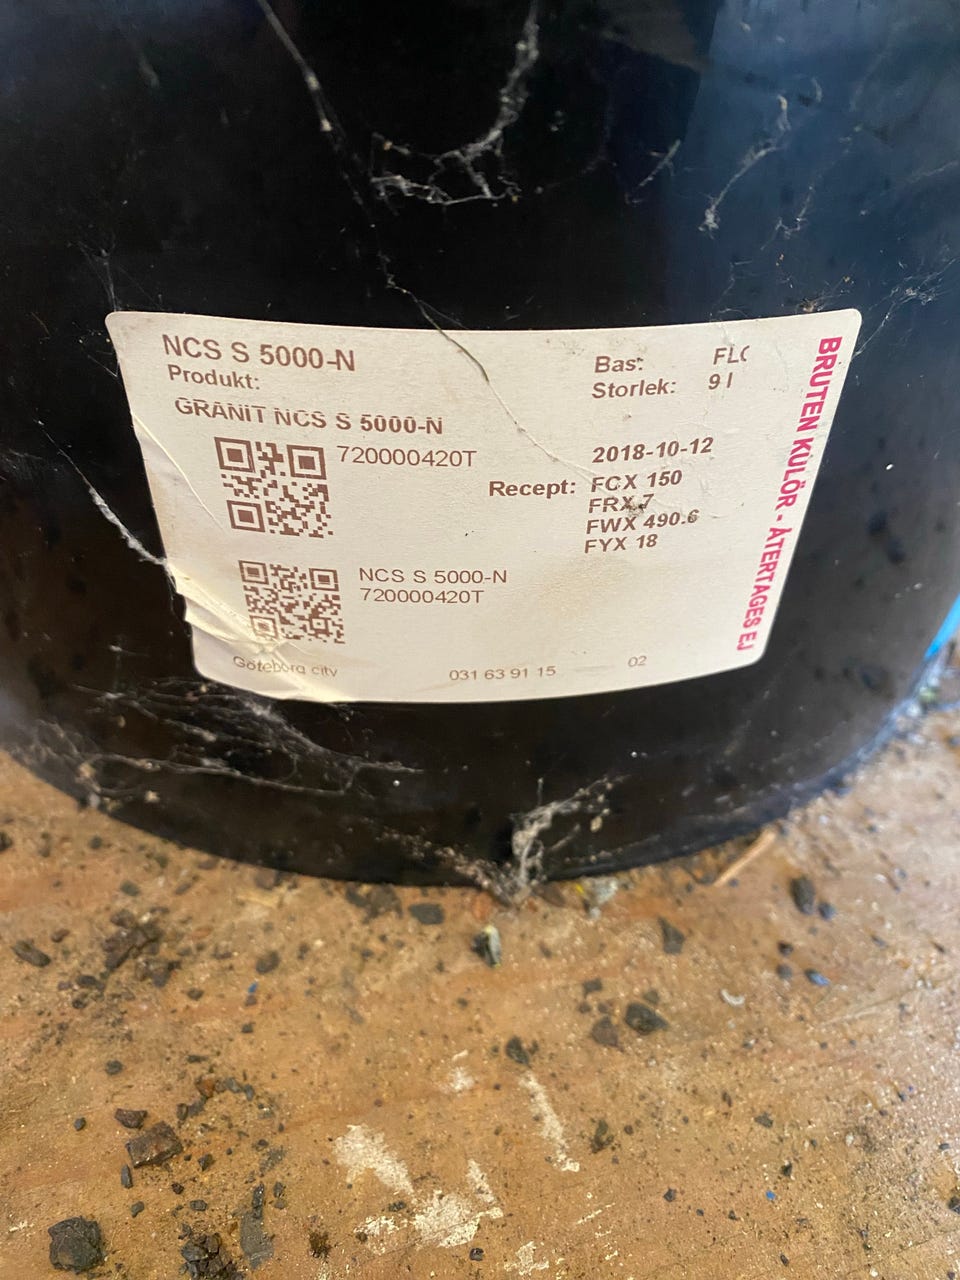 NCS S 5000-N
Produkt:
GRANIT NCS S 5000-N
720000420T
Bas:
Storlek: 9 l
2018-10-12
Recept: FCX 150
FRX 7
FWX 490.6
FYX 18
NCS S 5000-N
720000420T
Göteborg city
031 63 91 15
02
BRUTEN KULÖR - ÅTERTAGES EJ